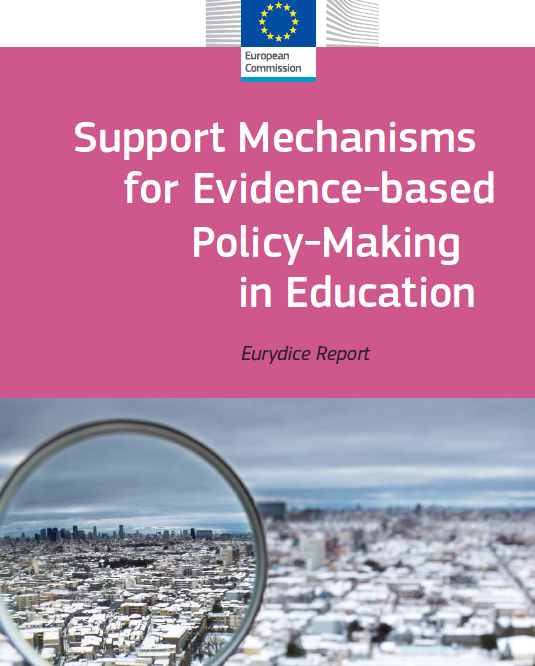 European
Commission
Support Mechanisms
for Evidence-based
Policy-Making
in Education
Eurydice Report